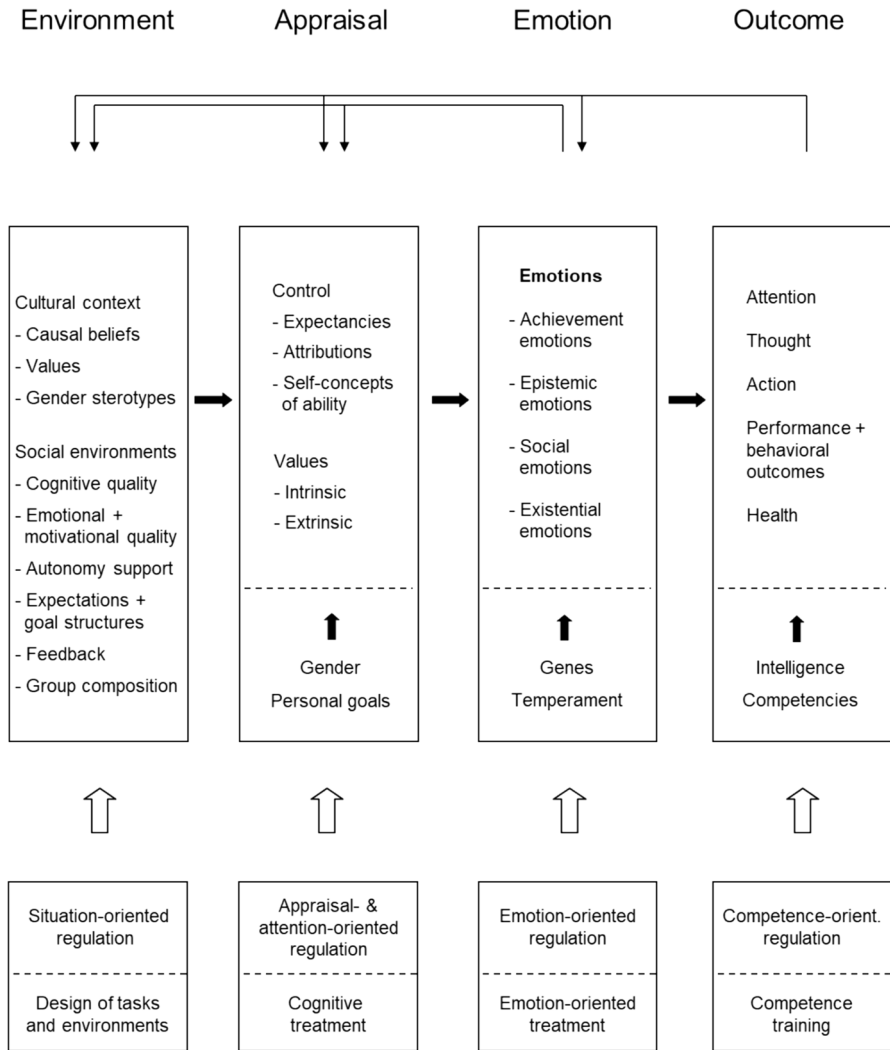 Environment
Appraisal
Emotion
Outcome
Cultural context
- Causal beliefs
- Values
- Gender sterotypes
Social environments
- Cognitive quality
- Emotional +
motivational quality
- Autonomy support
- Expectations +
goal structures
- Feedback
- Group composition
Control
- Expectancies
- Attributions
- Self-concepts
of ability
Values
- Intrinsic
- Extrinsic
Gender
Personal goals
Emotions
- Achievement
emotions
- Epistemic
emotions
- Social
emotions
- Existential
emotions
Genes
Temperament
Attention
Thought
Action
Performance +
behavioral
outcomes
Health
Intelligence
Competencies
Situation-oriented
regulation
Design of tasks
and environments
Appraisal- &
attention-oriented
regulation
Cognitive
treatment
Emotion-oriented
regulation
Emotion-oriented
treatment
Competence-orient.
regulation
Competence
training